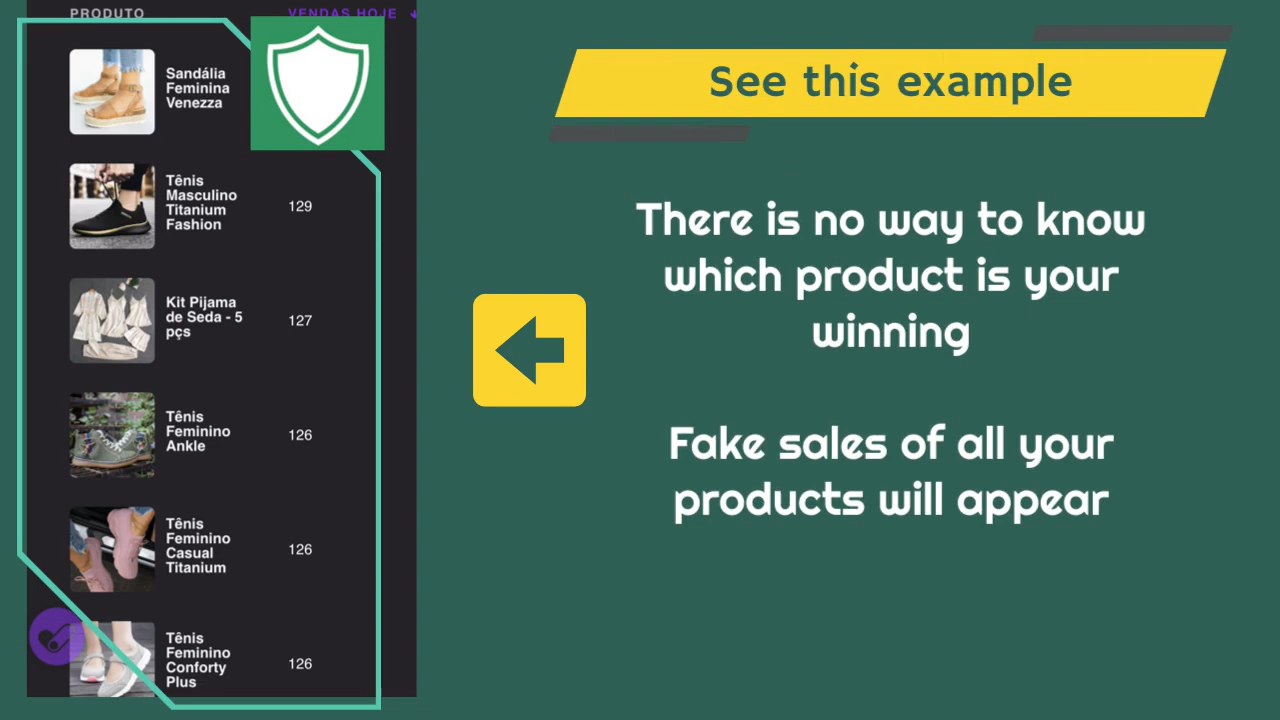 PRODUTO
VENDAS HOJE
Sandália
Feminina
Venezza
Tênis
Masculino
Titanium
Fashion
129
Kit Pijama
de Seda - 5
pçs
127
Tênis
Feminino
Ankle
126
Tênis
Feminino
Casual
Titanium
126
Tênis
Feminino
Conforty
Plus
126
See this example
There is no way to know
which product is your
winning
Fake sales of all your
products will appear